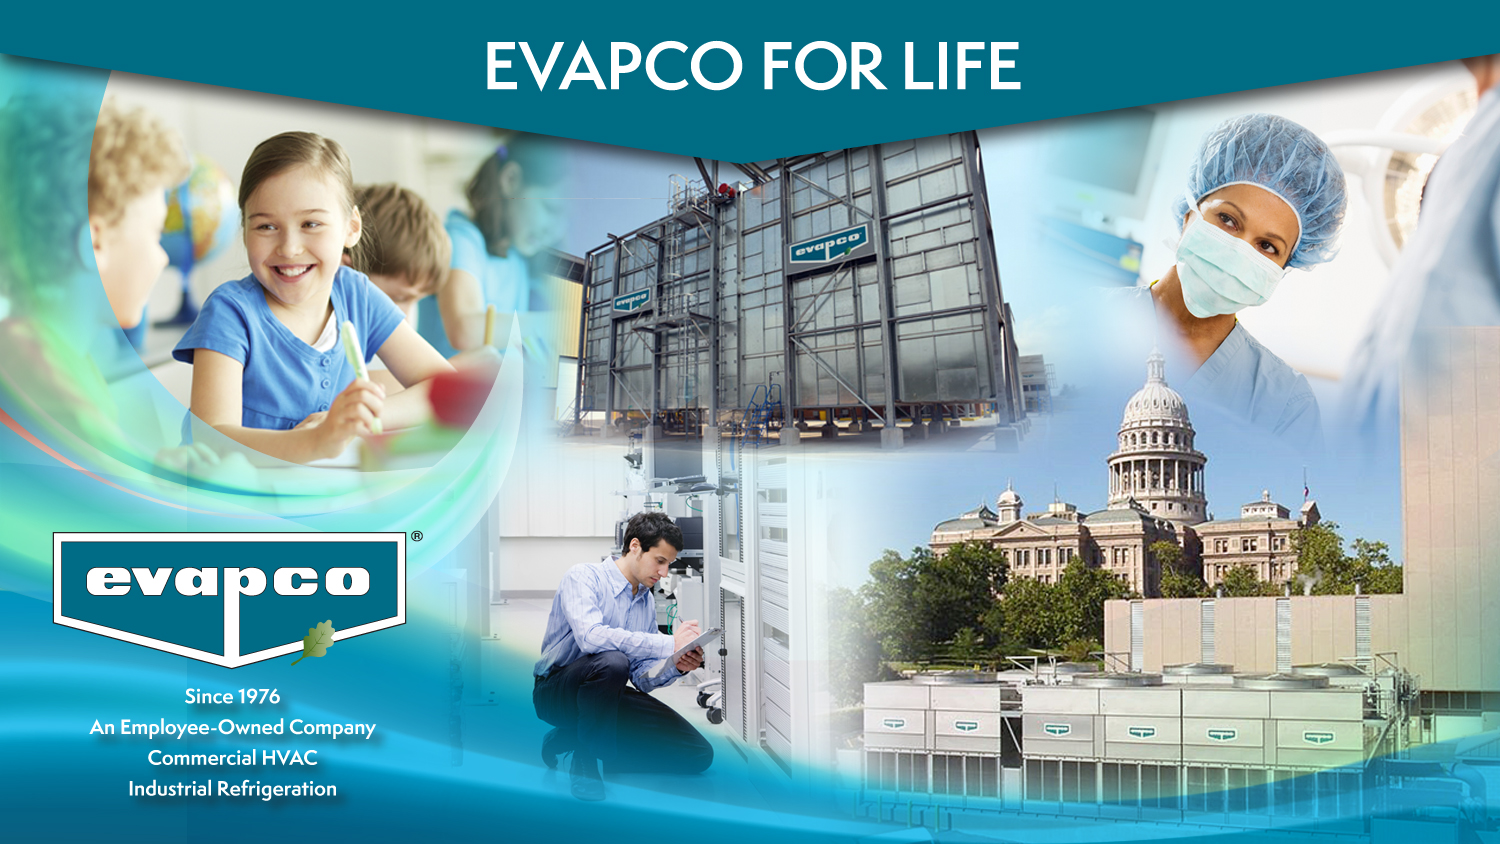 EVAPCO FOR LIFE
evapco
evapco
evapco®
Since 1976
An Employee-Owned Company
Commercial HVAC
Industrial Refrigeration